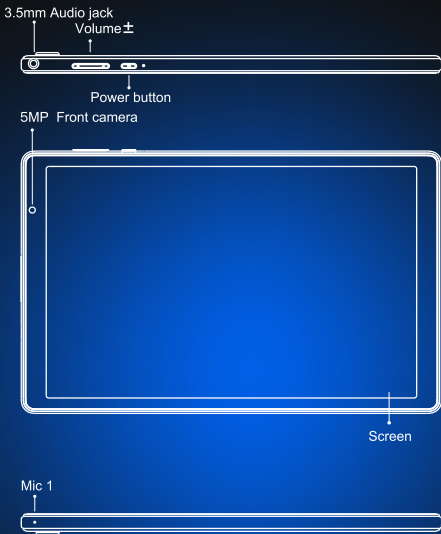 3.5mm Audio jack
Volume±
Power button
5MP Front camera
Screen
Mic 1